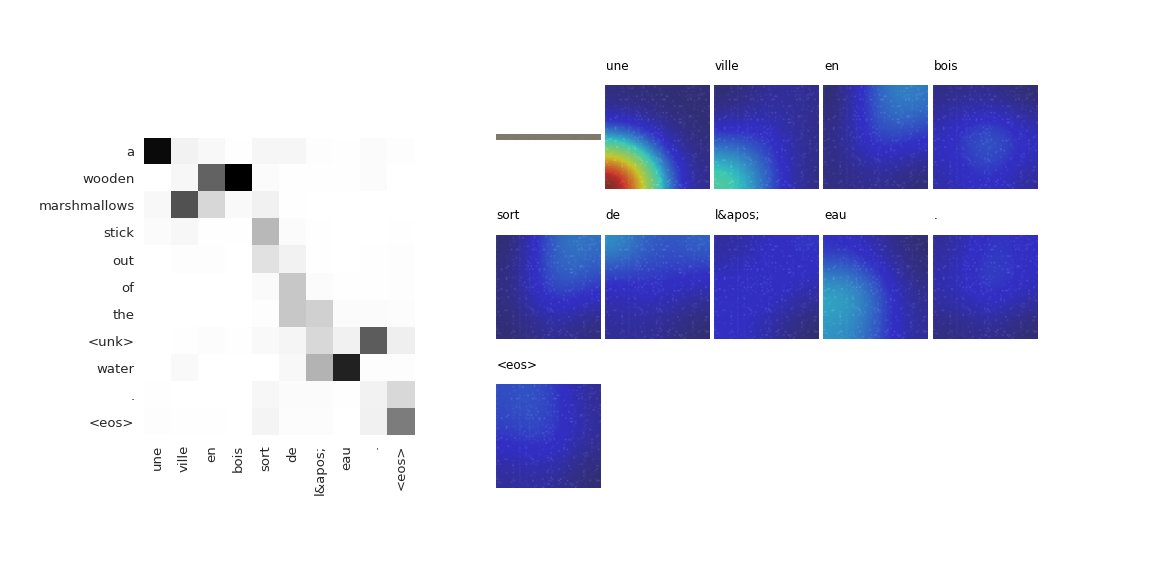 a
wooden
marshmallows
stick
out
of
the
<unk>
water
.
<eos>
une ville en bois sort de l&apos; eau . <eos>
une ville en bois
sort de l&apos; eau .
<eos>